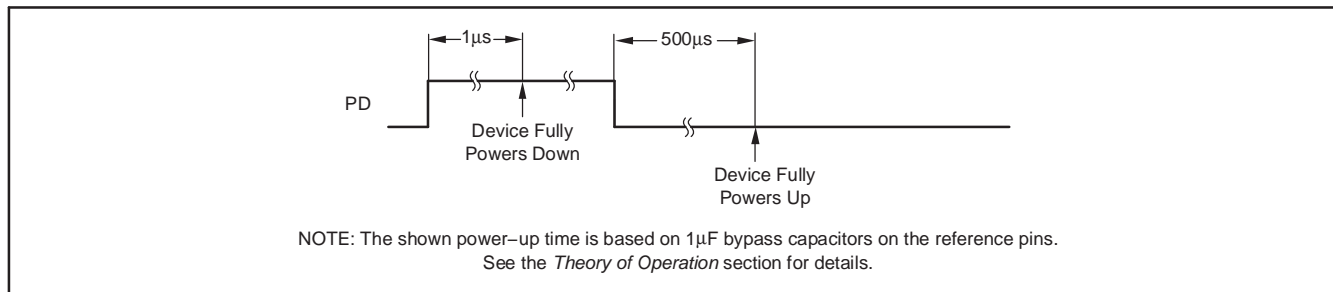 1μs
500μs
PD
Device Fully
Powers Down
Device Fully
Powers Up
NOTE: The shown power−up time is based on 1μF bypass capacitors on the reference pins.
See the Theory of Operation section for details.